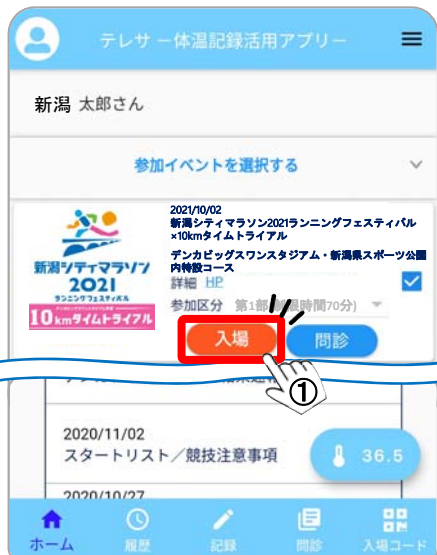 テレサ －体温記録活用アプリ－
新潟 太郎さん
参加イベントを選択する
新潟シティマラソン
2021
ランニングフェスティバル
10kmタイムトライアル
2021/10/02
新潟シティマラソン2021ランニングフェスティバル
×10kmタイムトライアル
デンカビッグスワンスタジアム・新潟県スポーツ公園
内特設コース
詳細 HP
参加区分 第1部 時間70分)
入場
問診
①
2020/11/02
スタートリスト／競技注意事項
36.5
2020/10/27
ホーム
履歴
記録
問診
入場コード